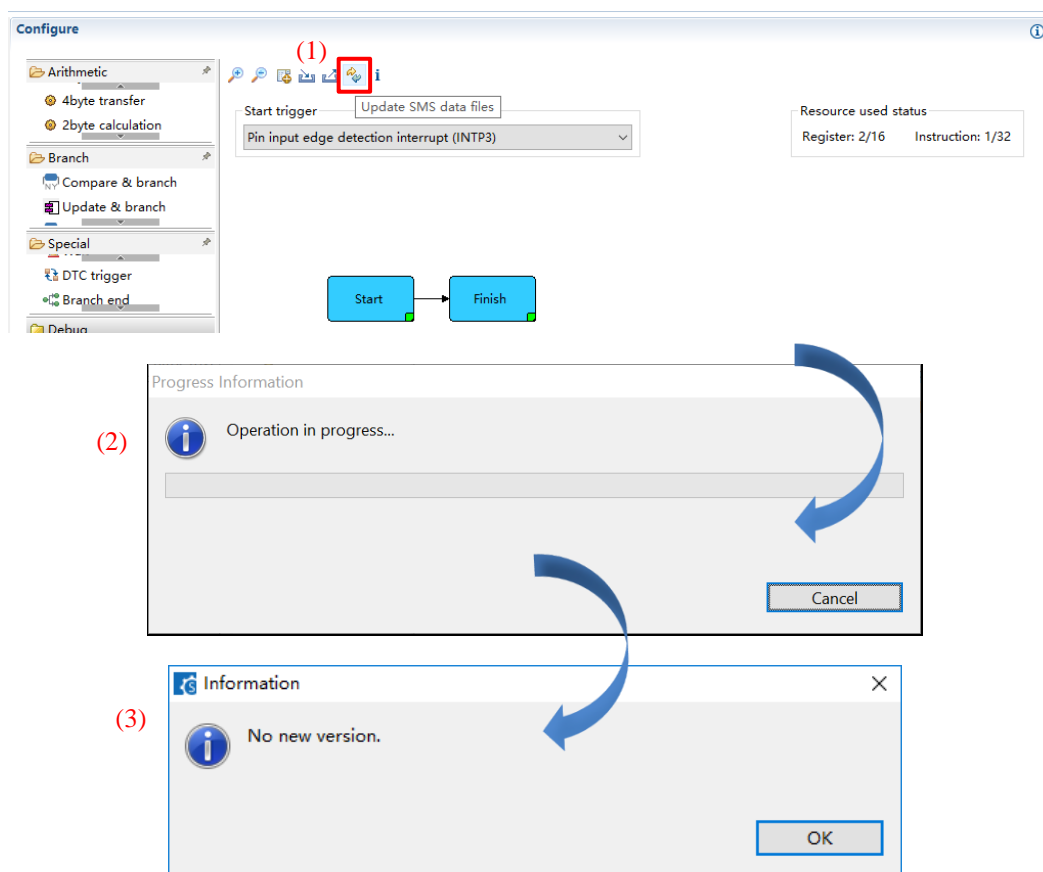 Configure
(1)
Arithmetic
4byte transfer
2byte calculation
Branch
Compare & branch
Update & branch
Special
DTC trigger
Branch end
Debug
Update SMS data files
Start trigger
Pin input edge detection interrupt (INTP3)
Resource used status
Register: 2/16 Instruction: 1/32
Start
Finish
(2)
Progress Information
Operation in progress...
Cancel
(3)
Information
No new version.
OK